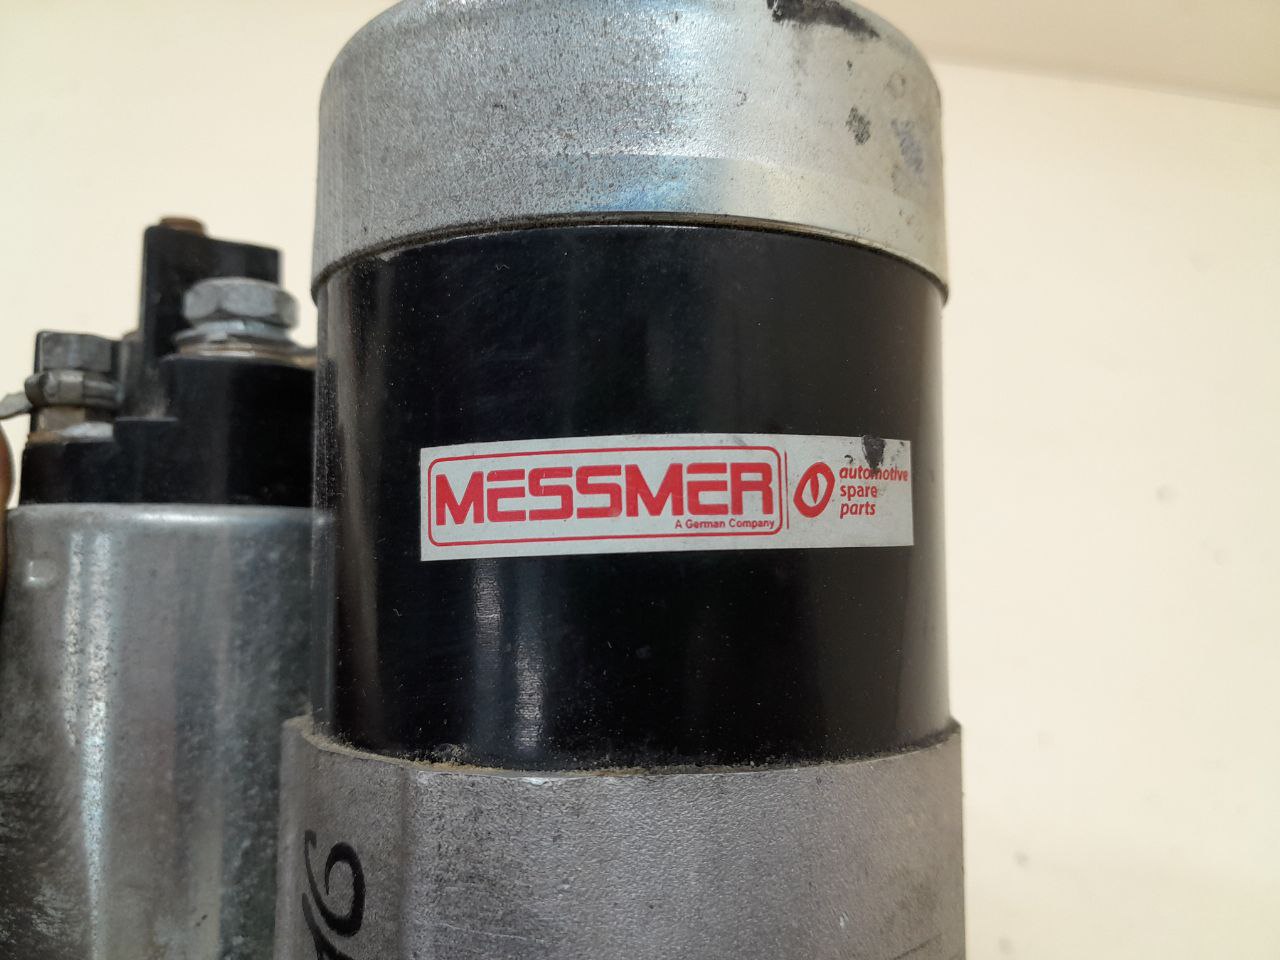 MESSMER
A German Company
automotive
spare
parts